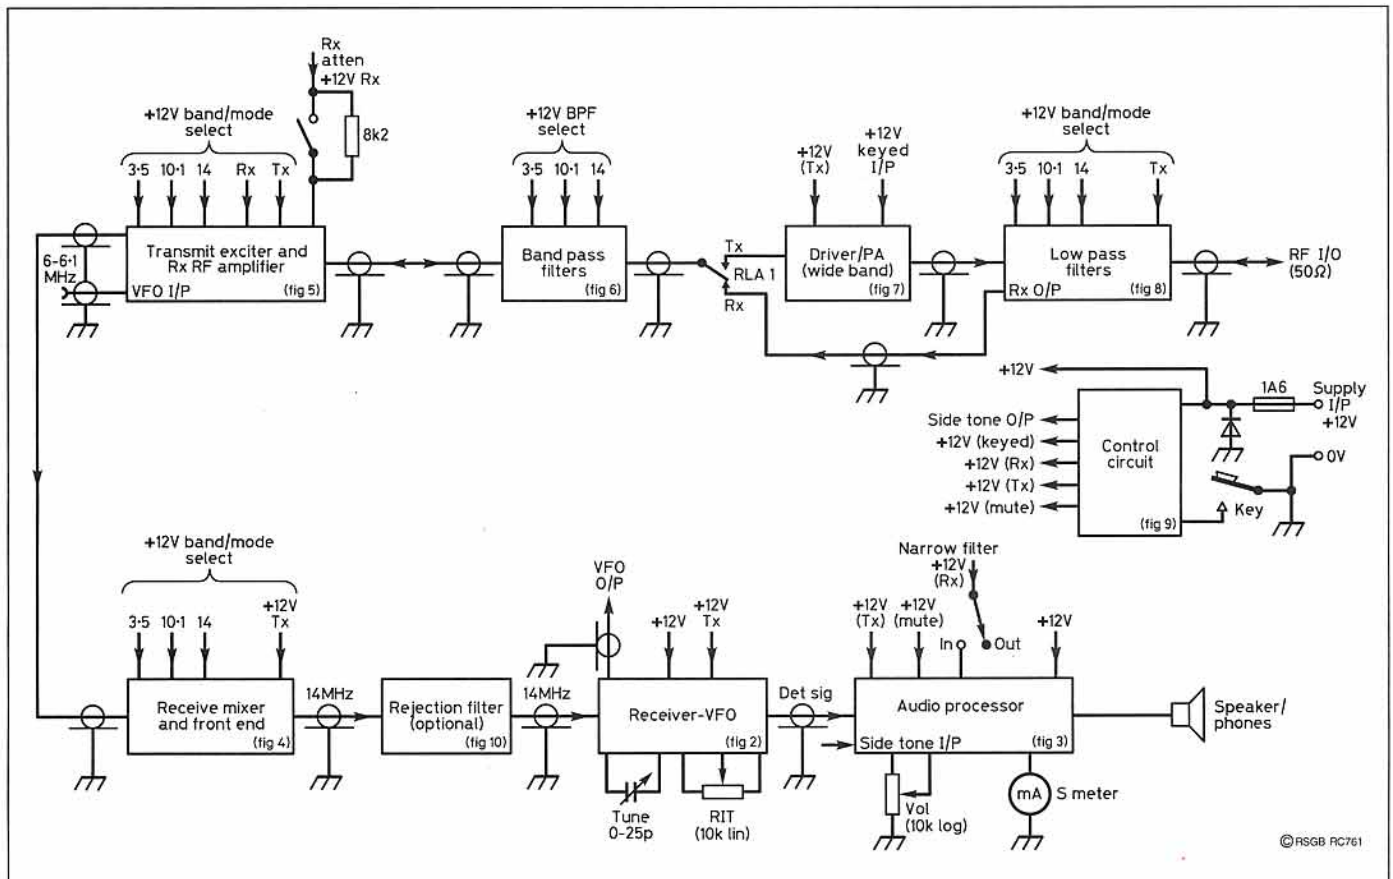 Rx
atten
+12V Rx
8k2
+12V band/mode
select
3·5 10·1 14 Rx Tx
6–6·1
MHz
Transmit exciter and
Rx RF amplifier
VFO I/P
(fig 5)
+12V BPF
select
3·5 10·1 14
Band pass
filters
(fig 6)
Tx
RLA 1
Rx
+12V
(Tx)
+12V
keyed
I/P
Driver/PA
(wide band)
(fig 7)
+12V band/mode
select
3·5 10·1 14 Tx
Low pass
filters
Rx O/P
(fig 8)
RF I/O
(50Ω)
+12V
1A6
Supply
I/P
+12V
0V
Side tone O/P
+12V (keyed)
+12V (Rx)
+12V (Tx)
+12V (mute)
Control
circuit
(fig 9)
Key
+12V band/mode
select
3·5 10·1 14
+12V
Tx
Receive mixer
and front end
(fig 4)
14MHz
Rejection filter
(optional)
(fig 10)
14MHz
VFO
O/P
+12V
+12V
Tx
Receiver-VFO
(fig 2)
Tune
0-25p
RIT
(10k lin)
Det sig
Narrow filter
+12V
(Rx)
+12V
(Tx)
+12V
(mute)
In
Out
+12V
Audio processor
Side tone I/P
(fig 3)
Vol
(10k log)
mA
S meter
Speaker/
phones
©RSGB RC761